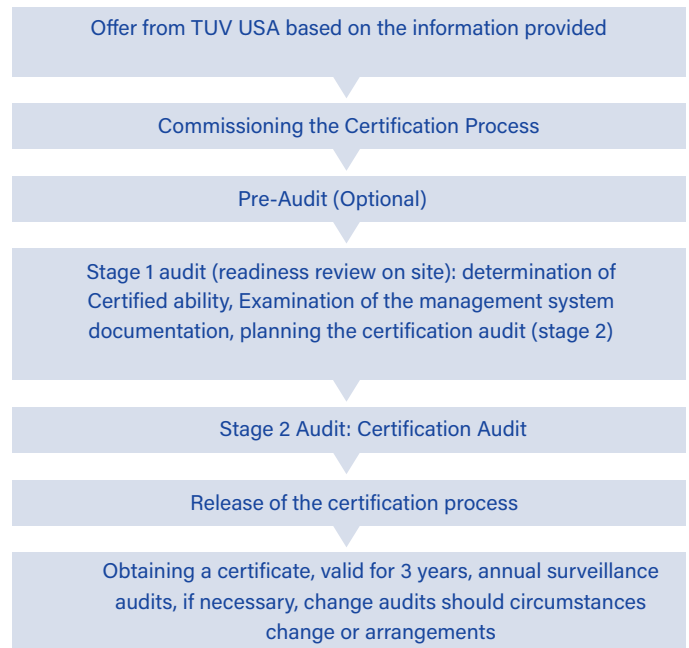 Offer from TUV USA based on the information provided
Commissioning the Certification Process
Pre-Audit (Optional)
Stage 1 audit (readiness review on site): determination of
Certified ability, Examination of the management system
documentation, planning the certification audit (stage 2)
Stage 2 Audit: Certification Audit
Release of the certification process
Obtaining a certificate, valid for 3 years, annual surveillance
audits, if necessary, change audits should circumstances
change or arrangements